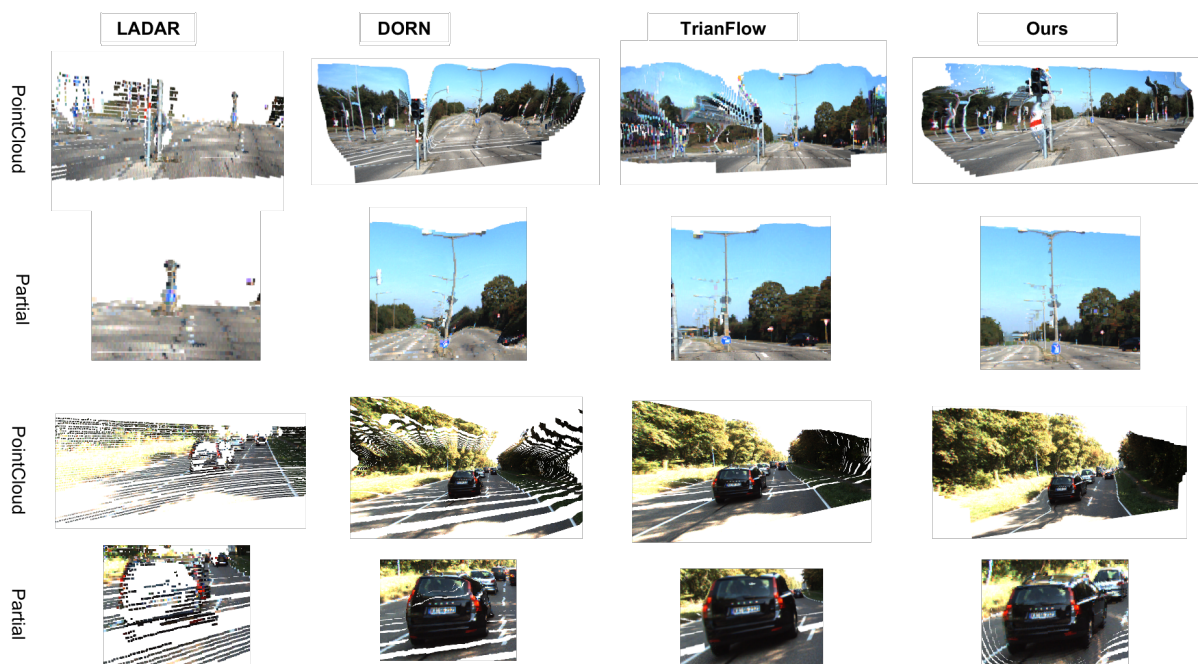 LADAR
DORN
TrianFlow
Ours
PointCloud
Partial
PointCloud
Partial